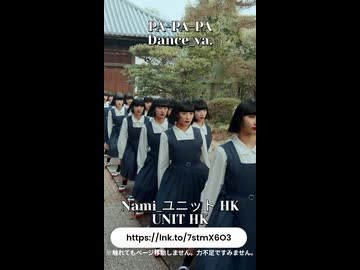 PA-PA-PA
Dance_va.
Nami_ユニット HK
UNIT HK
https://lnk.to/7stmX6O3
※触れてもページ移動しません。力不足ですみません。